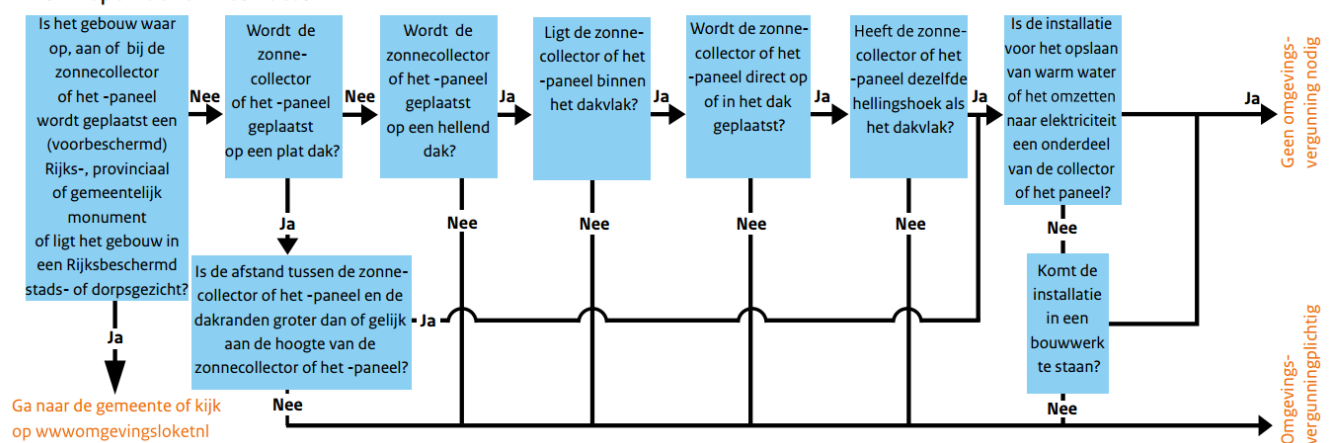 Is het gebouw waar
op, aan of bij de
zonnecollector
of het -paneel
wordt geplaatst een
(voorbeschermd)
Rijks-, provinciaal
of gemeentelijk
monument
of ligt het gebouw in
een Rijksbeschermd
stads- of dorpsgezicht?
Nee
Ja
Ga naar de gemeente of kijk
op wwwomgevingsloketnl
Wordt de
zonne-
collector
of het -paneel
geplaatst
op een plat dak?
Nee
Ja
Is de afstand tussen de zonne-
collector of het -paneel en de
dakranden groter dan of gelijk
aan de hoogte van de
zonnecollector of het -paneel?
Ja
Nee
Wordt de
zonnecollector
of het -paneel
geplaatst
op een hellend
dak?
Ja
Nee
Ligt de zonne-
collector of het
-paneel binnen
het dakvlak?
Ja
Nee
Wordt de zonne-
collector of het
-paneel direct op
of in het dak
geplaatst?
Ja
Nee
Heeft de zonne-
collector of het
-paneel dezelfde
hellingshoek als
het dakvlak?
Ja
Nee
Is de installatie
voor het opslaan
van warm water
of het omzetten
naar elektriciteit
een onderdeel
van de collector
of het paneel?
Ja
Nee
Komt de
installatie
in een
bouwwerk
te staan?
Nee
Geen omgevings-
vergunning nodig
Omgevings-
vergunningplichtig